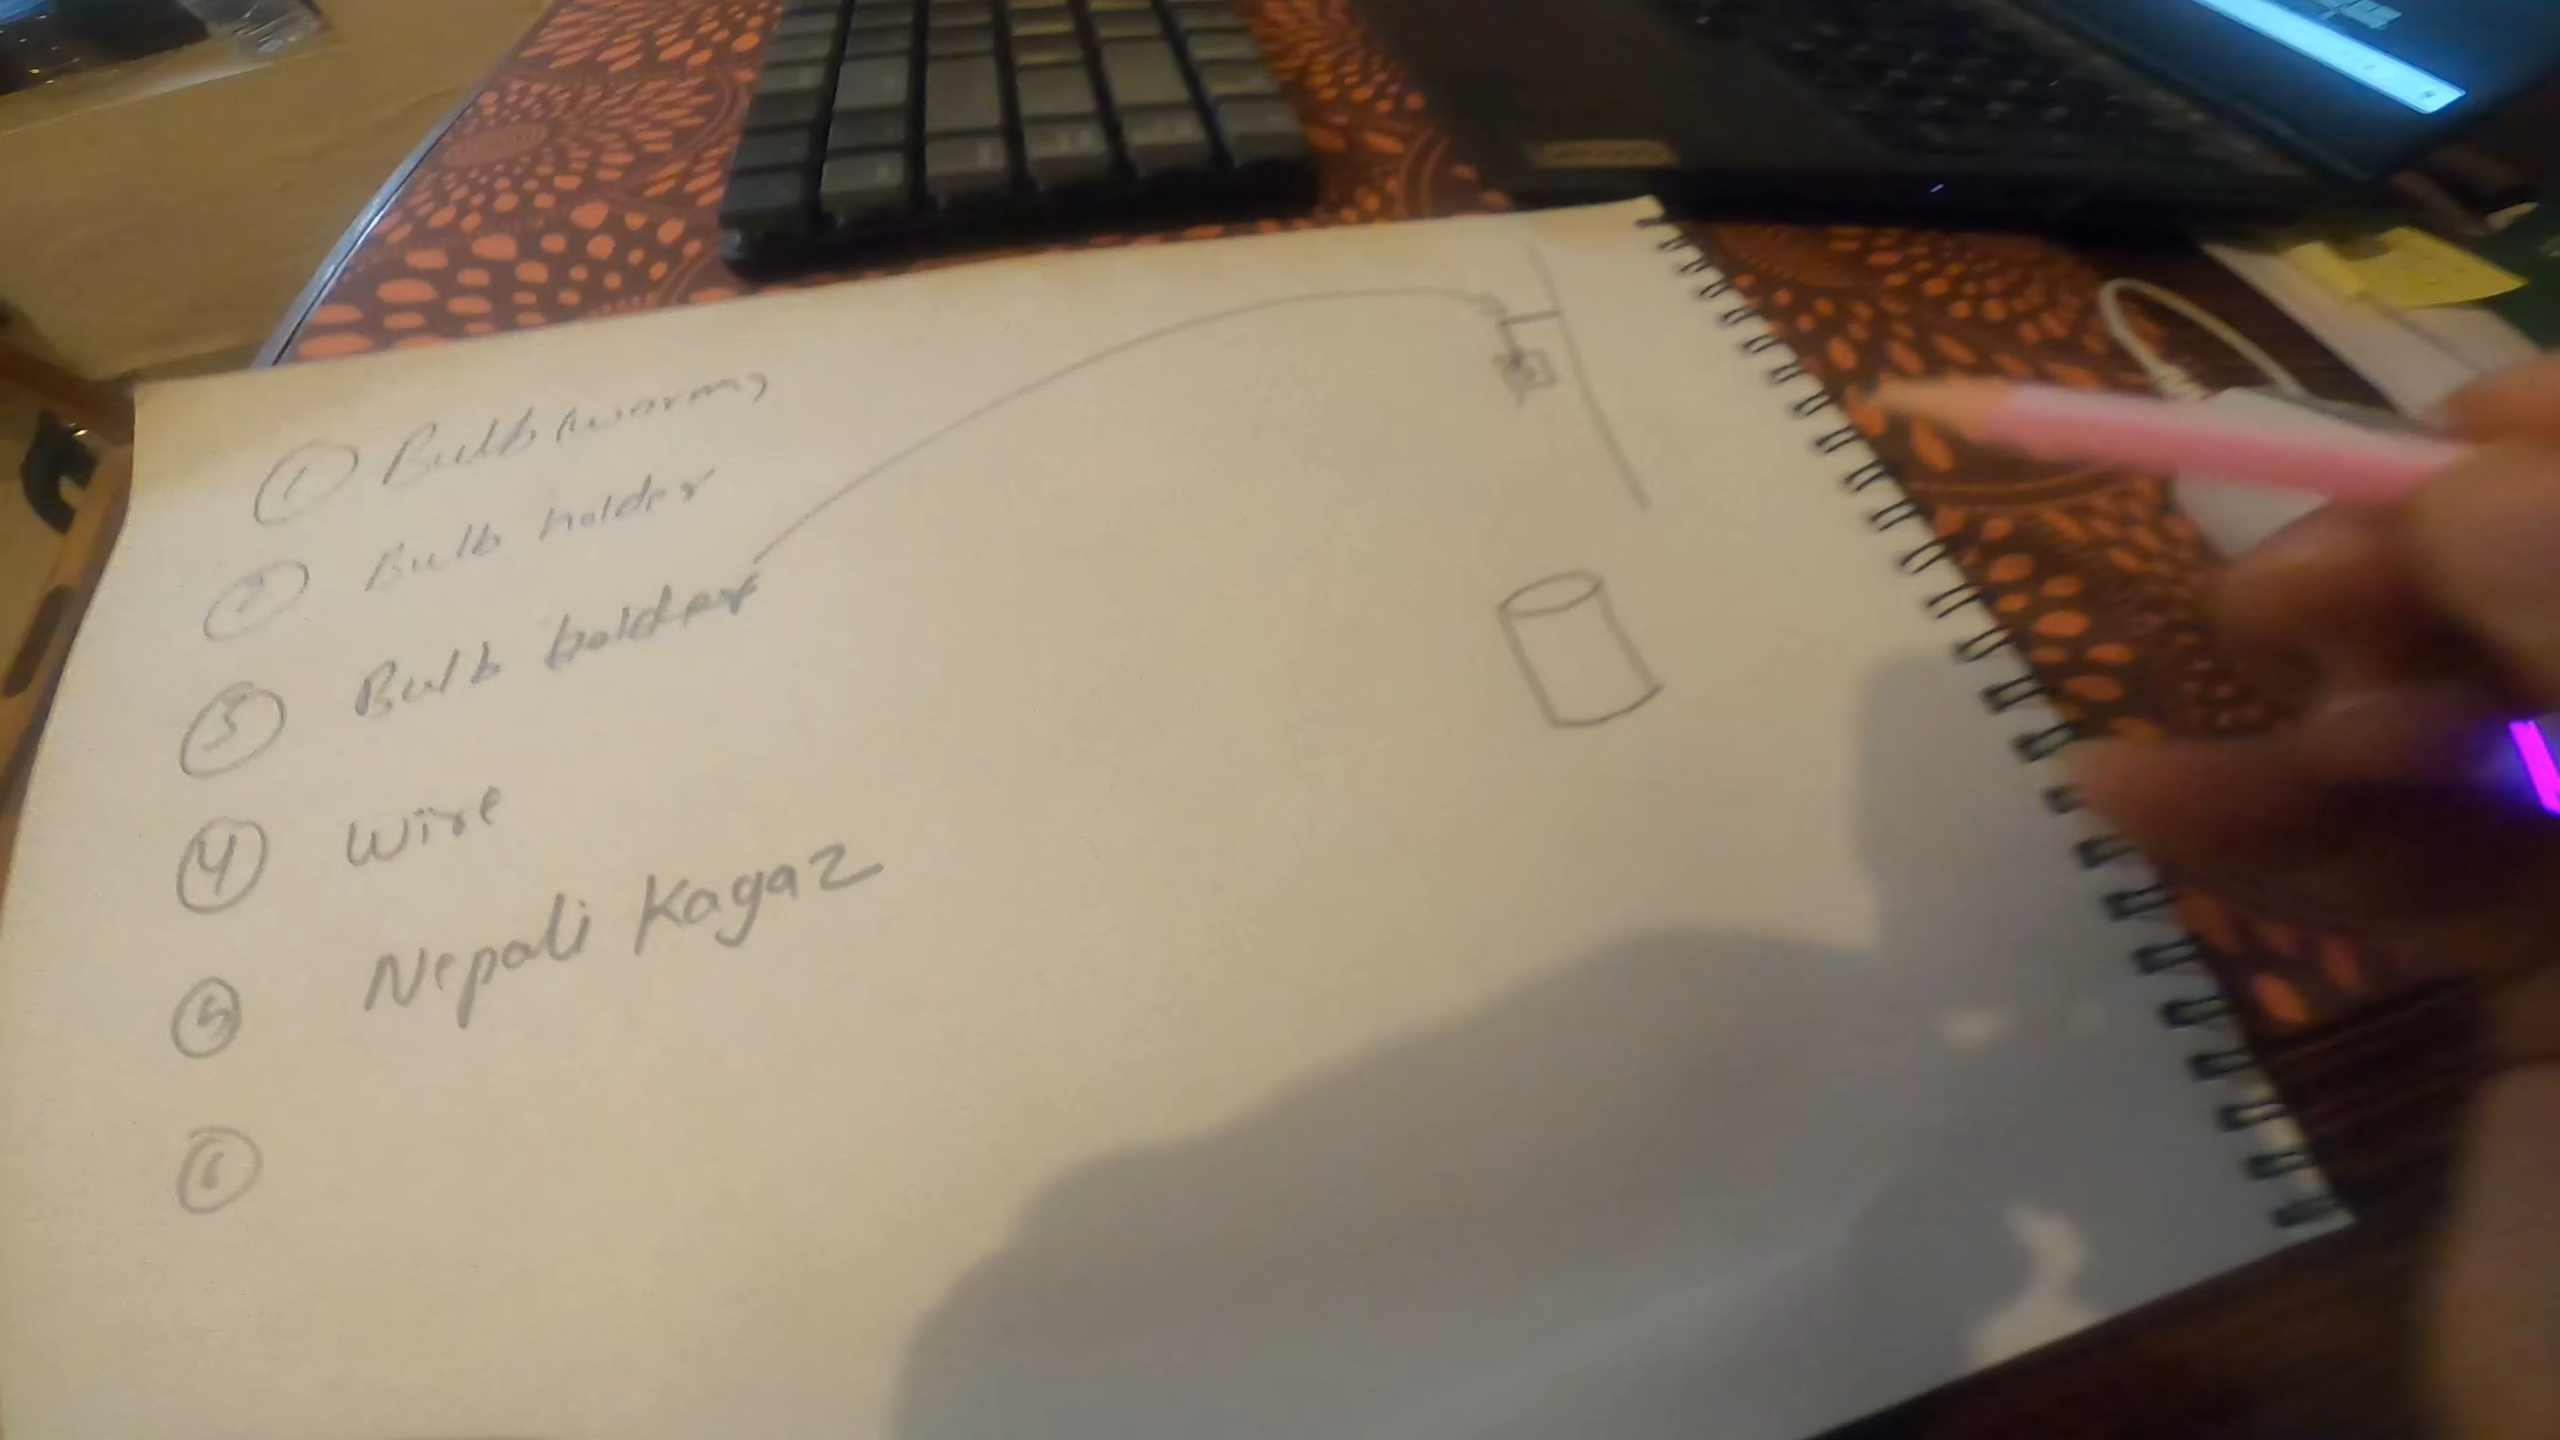 ① Bulb (warm)
② Bulb holder
③ Bulb holder
④ Wire
⑤ Nepali Kagaz
⑥